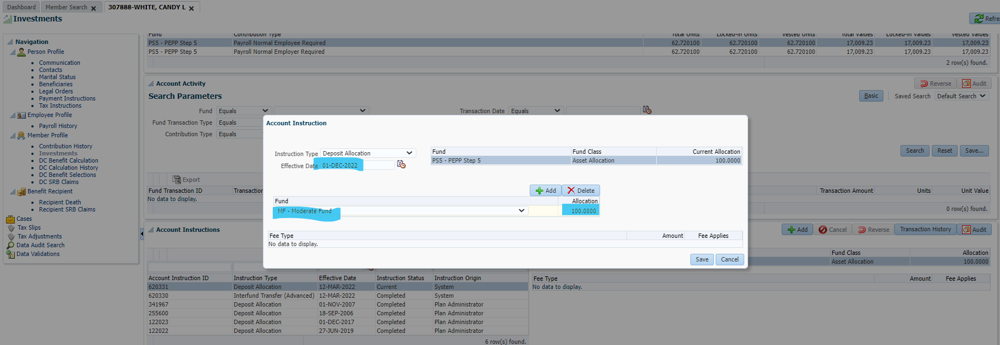 Dashboard Member Search 307888-WHITE, CANDY L
Investments
Refre
Navigation
Person Profile
Communication
Contacts
Marital Status
Beneficiaries
Legal Orders
Payment Instructions
Tax Instructions
Employee Profile
Payroll History
Member Profile
Contribution History
Investments
DC Benefit Calculation
DC Calculation History
DC Benefit Selections
DC SRB Claims
Benefit Recipient
Recipient Death
Recipient SRB Claims
Cases
Tax Slips
Tax Adjustments
Data Audit Search
Data Validations
Fund Contribution Type Total Units Locked-in Units Vested Units Total Values Locked-in Values Vested Values
PS5 - PEPP Step 5 Payroll Normal Employee Required 62.720100 62.720100 62.720100 17,009.23 17,009.23 17,009.23
PS5 - PEPP Step 5 Payroll Normal Employer Required 62.720100 62.720100 62.720100 17,009.23 17,009.23 17,009.23
2 row(s) found.
Account Activity Reverse Audit
Search Parameters Basic Saved Search Default Search
Fund Equals Transaction Date Equals
Fund Transaction Type Equals
Contribution Type Equals
Search Reset Save...
Export
Fund Transaction ID Transaction Transaction Amount Units Unit Value
No data to display.
0 row(s) found.
Account Instruction
Instruction Type Deposit Allocation
Effective Date 01-DEC-2022
Fund Fund Class Current Allocation
PS5 - PEPP Step 5 Asset Allocation 100.0000
Add Delete
Fund Allocation
MF - Moderate Fund 100.0000
Fee Type Amount Fee Applies
No data to display.
Save Cancel
Account Instructions Add Cancel Reverse Transaction History Audit
Account Instruction ID Instruction Type Effective Date Instruction Status Instruction Origin
620331 Deposit Allocation 12-MAR-2022 Current System
620330 Interfund Transfer (Advanced) 12-MAR-2022 Completed System
341967 Deposit Allocation 01-NOV-2007 Completed Plan Administrator
255600 Deposit Allocation 18-SEP-2006 Completed Plan Administrator
122023 Deposit Allocation 01-DEC-2017 Completed Plan Administrator
122022 Deposit Allocation 27-JUN-2019 Completed Plan Administrator
6 row(s) found.
Fund Class Allocation
Asset Allocation 100.0000
Fee Type Amount Fee Applies
No data to display.